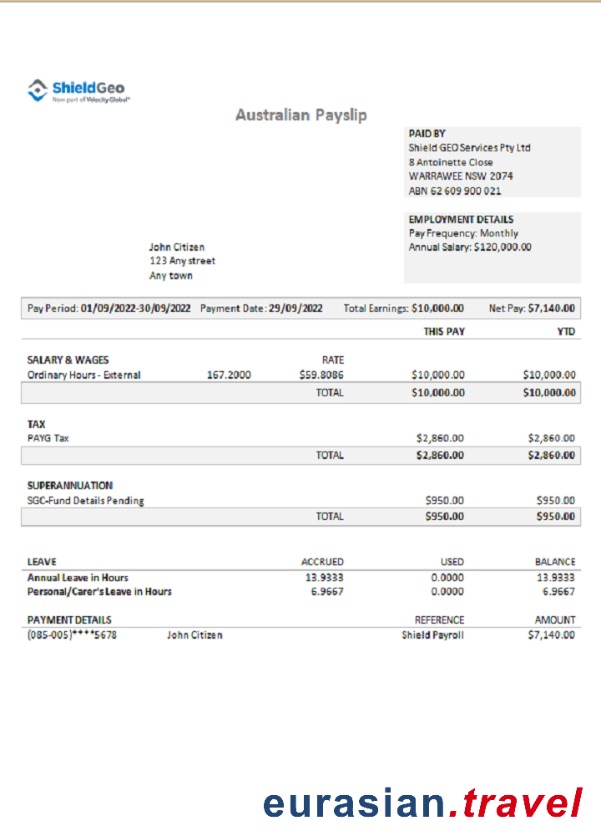 ShieldGeo
Now part of Velocity Global™
Australian Payslip
PAID BY
Shield GEO Services Pty Ltd
8 Antoinette Close
WARRAWEE NSW 2074
ABN 62 609 900 021
EMPLOYMENT DETAILS
Pay Frequency: Monthly
Annual Salary: $120,000.00
John Citizen
123 Any street
Any town
Pay Period: 01/09/2022-30/09/2022 Payment Date: 29/09/2022 Total Earnings: $10,000.00 Net Pay: $7,140.00
THIS PAY YTD
SALARY & WAGES RATE
Ordinary Hours - External 167.2000 $59.8086 $10,000.00 $10,000.00
TOTAL $10,000.00 $10,000.00
TAX
PAYG Tax $2,860.00 $2,860.00
TOTAL $2,860.00 $2,860.00
SUPERANNUATION
SGC-Fund Details Pending $950.00 $950.00
TOTAL $950.00 $950.00
LEAVE ACCRUED USED BALANCE
Annual Leave in Hours 13.9333 0.0000 13.9333
Personal/Carer's Leave in Hours 6.9667 0.0000 6.9667
PAYMENT DETAILS REFERENCE AMOUNT
(085-005)****5678 John Citizen Shield Payroll $7,140.00
eurasian.travel